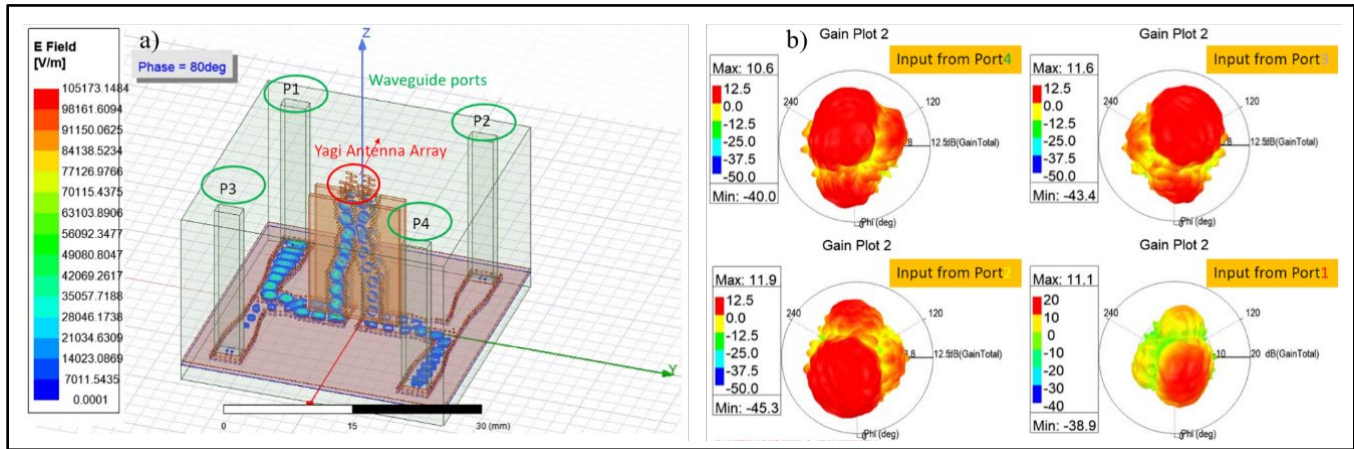 E Field
[V/m]
105173.1484
98161.6094
91150.0625
84138.5234
77126.9766
70115.4375
63103.8906
56092.3477
49080.8047
42069.2617
35057.7188
28046.1738
21034.6309
14023.0869
7011.5435
0.0001
a)
Phase = 80deg
Z
Waveguide ports
P1
P2
Yagi Antenna Array
P3
P4
Y
0 15 30 (mm)
b)
Gain Plot 2
Input from Port4
Max: 10.6
12.5
0.0
-12.5
-25.0
-37.5
-50.0
Min: -40.0
240
120
12.5dB(GainTotal)
Phi (deg)
Gain Plot 2
Input from Port3
Max: 11.6
12.5
0.0
-12.5
-25.0
-37.5
-50.0
Min: -43.4
240
120
12.5dB(GainTotal)
Phi (deg)
Gain Plot 2
Input from Port2
Max: 11.9
12.5
0.0
-12.5
-25.0
-37.5
-50.0
Min: -45.3
240
120
12.5dB(GainTotal)
Phi (deg)
Gain Plot 2
Input from Port1
Max: 11.1
20
10
0
-10
-20
-30
-40
Min: -38.9
240
120
-10 20 dB(GainTotal)
Phi (deg)